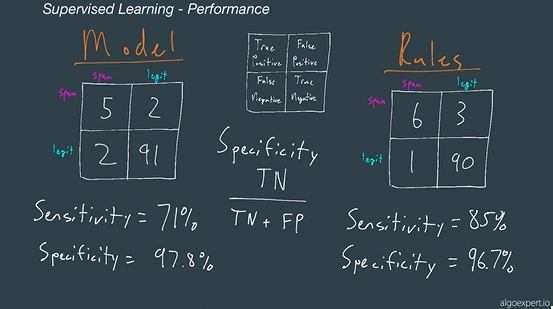 Supervised Learning - Performance
Model
spam legit
spam 5 2
legit 2 91
Sensitivity = 71%
Specificity = 97.8%
True Positive False Positive
False Negative True Negative
Specificity
TN
TN + FP
Rules
spam legit
spam 6 3
legit 1 90
Sensitivity = 85%
Specificity = 96.7%
algoexpert.io